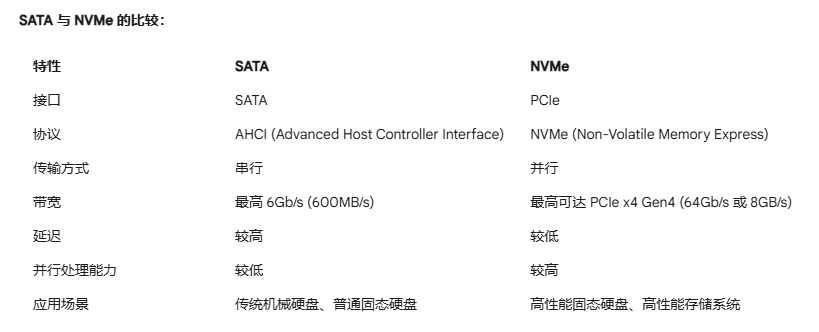 SATA 与 NVMe 的比较：
特性 SATA NVMe
接口 SATA PCIe
协议 AHCI (Advanced Host Controller Interface) NVMe (Non-Volatile Memory Express)
传输方式 串行 并行
带宽 最高 6Gb/s (600MB/s) 最高可达 PCIe x4 Gen4 (64Gb/s 或 8GB/s)
延迟 较高 较低
并行处理能力 较低 较高
应用场景 传统机械硬盘、普通固态硬盘 高性能固态硬盘、高性能存储系统